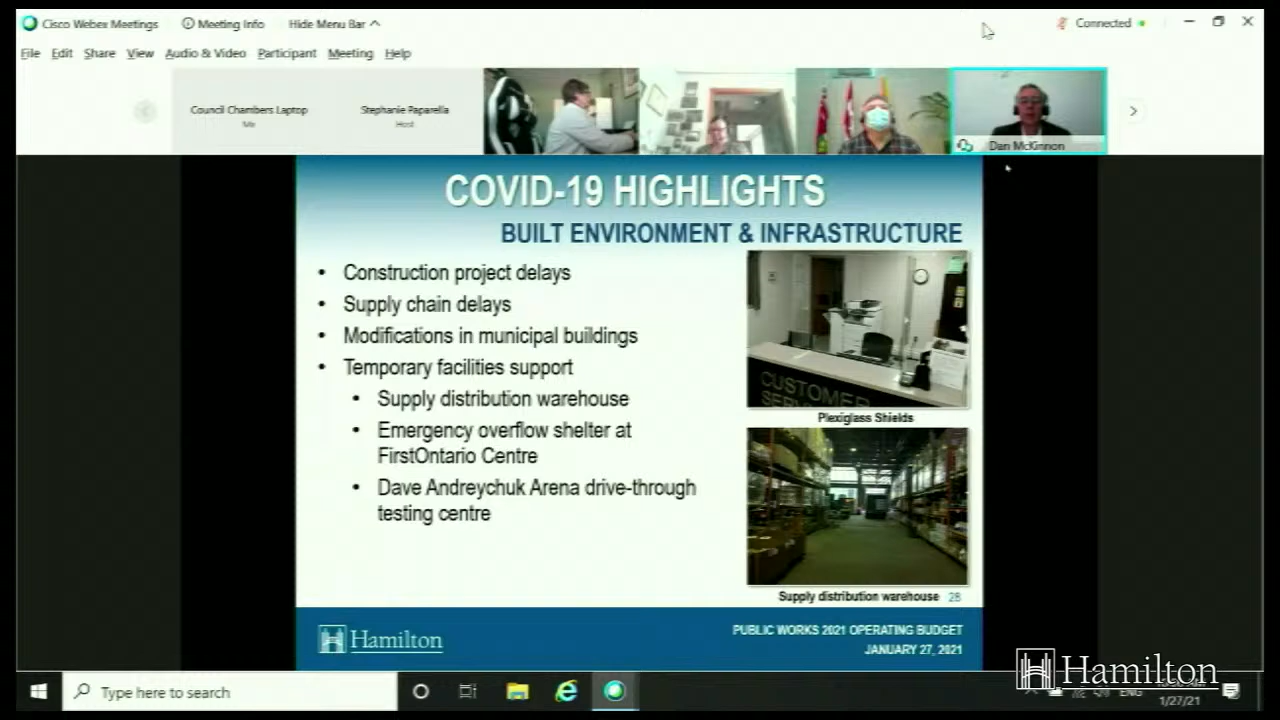 Cisco Webex Meetings
Meeting Info
Hide Menu Bar
Connected
File Edit Share View Audio & Video Participant Meeting Help
Council Chambers Laptop
Me
Stephanie Paparella
Host
Dan McKinnon
COVID-19 HIGHLIGHTS
BUILT ENVIRONMENT & INFRASTRUCTURE
• Construction project delays
• Supply chain delays
• Modifications in municipal buildings
• Temporary facilities support
• Supply distribution warehouse
• Emergency overflow shelter at
FirstOntario Centre
• Dave Andreychuk Arena drive-through
testing centre
CUSTOMER
Plexiglass Shields
Supply distribution warehouse 28
Hamilton
PUBLIC WORKS 2021 OPERATING BUDGET
JANUARY 27, 2021
Hamilton
Type here to search
ENG
1/27/21